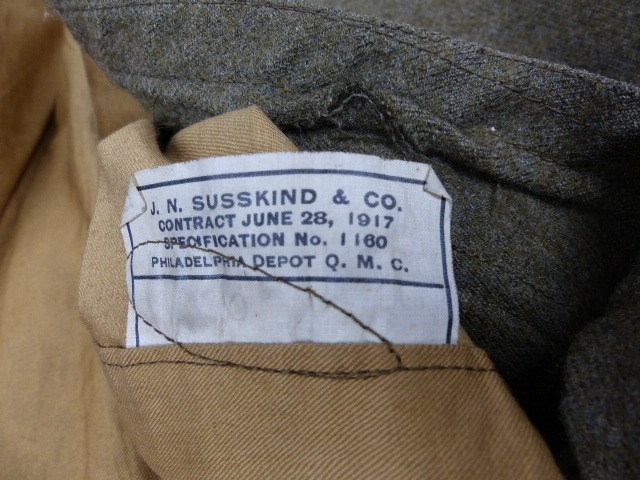 J. N. SUSSKIND & CO.
CONTRACT JUNE 28, 1917
SPECIFICATION No. 1160
PHILADELPHIA DEPOT Q. M. C.